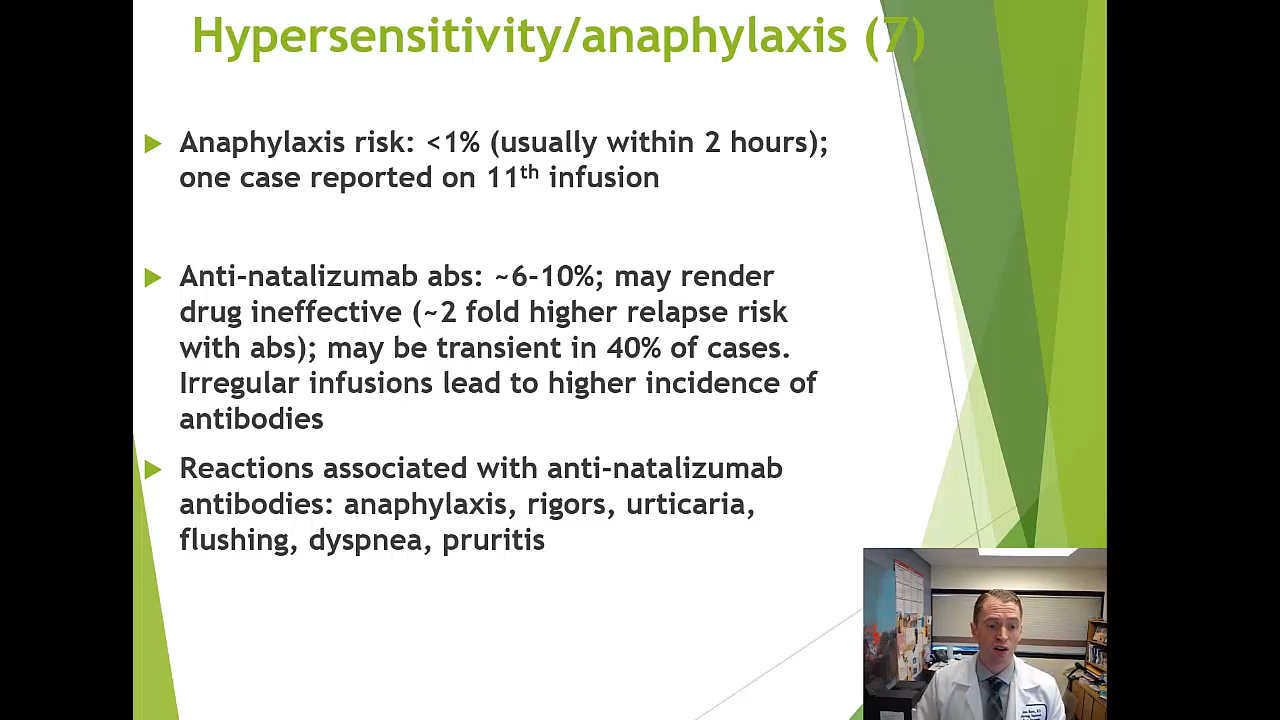 Hypersensitivity/anaphylaxis (7)
Anaphylaxis risk: <1% (usually within 2 hours);
one case reported on 11th infusion
Anti-natalizumab abs: ~6-10%; may render
drug ineffective (~2 fold higher relapse risk
with abs); may be transient in 40% of cases.
Irregular infusions lead to higher incidence of
antibodies
Reactions associated with anti-natalizumab
antibodies: anaphylaxis, rigors, urticaria,
flushing, dyspnea, pruritis